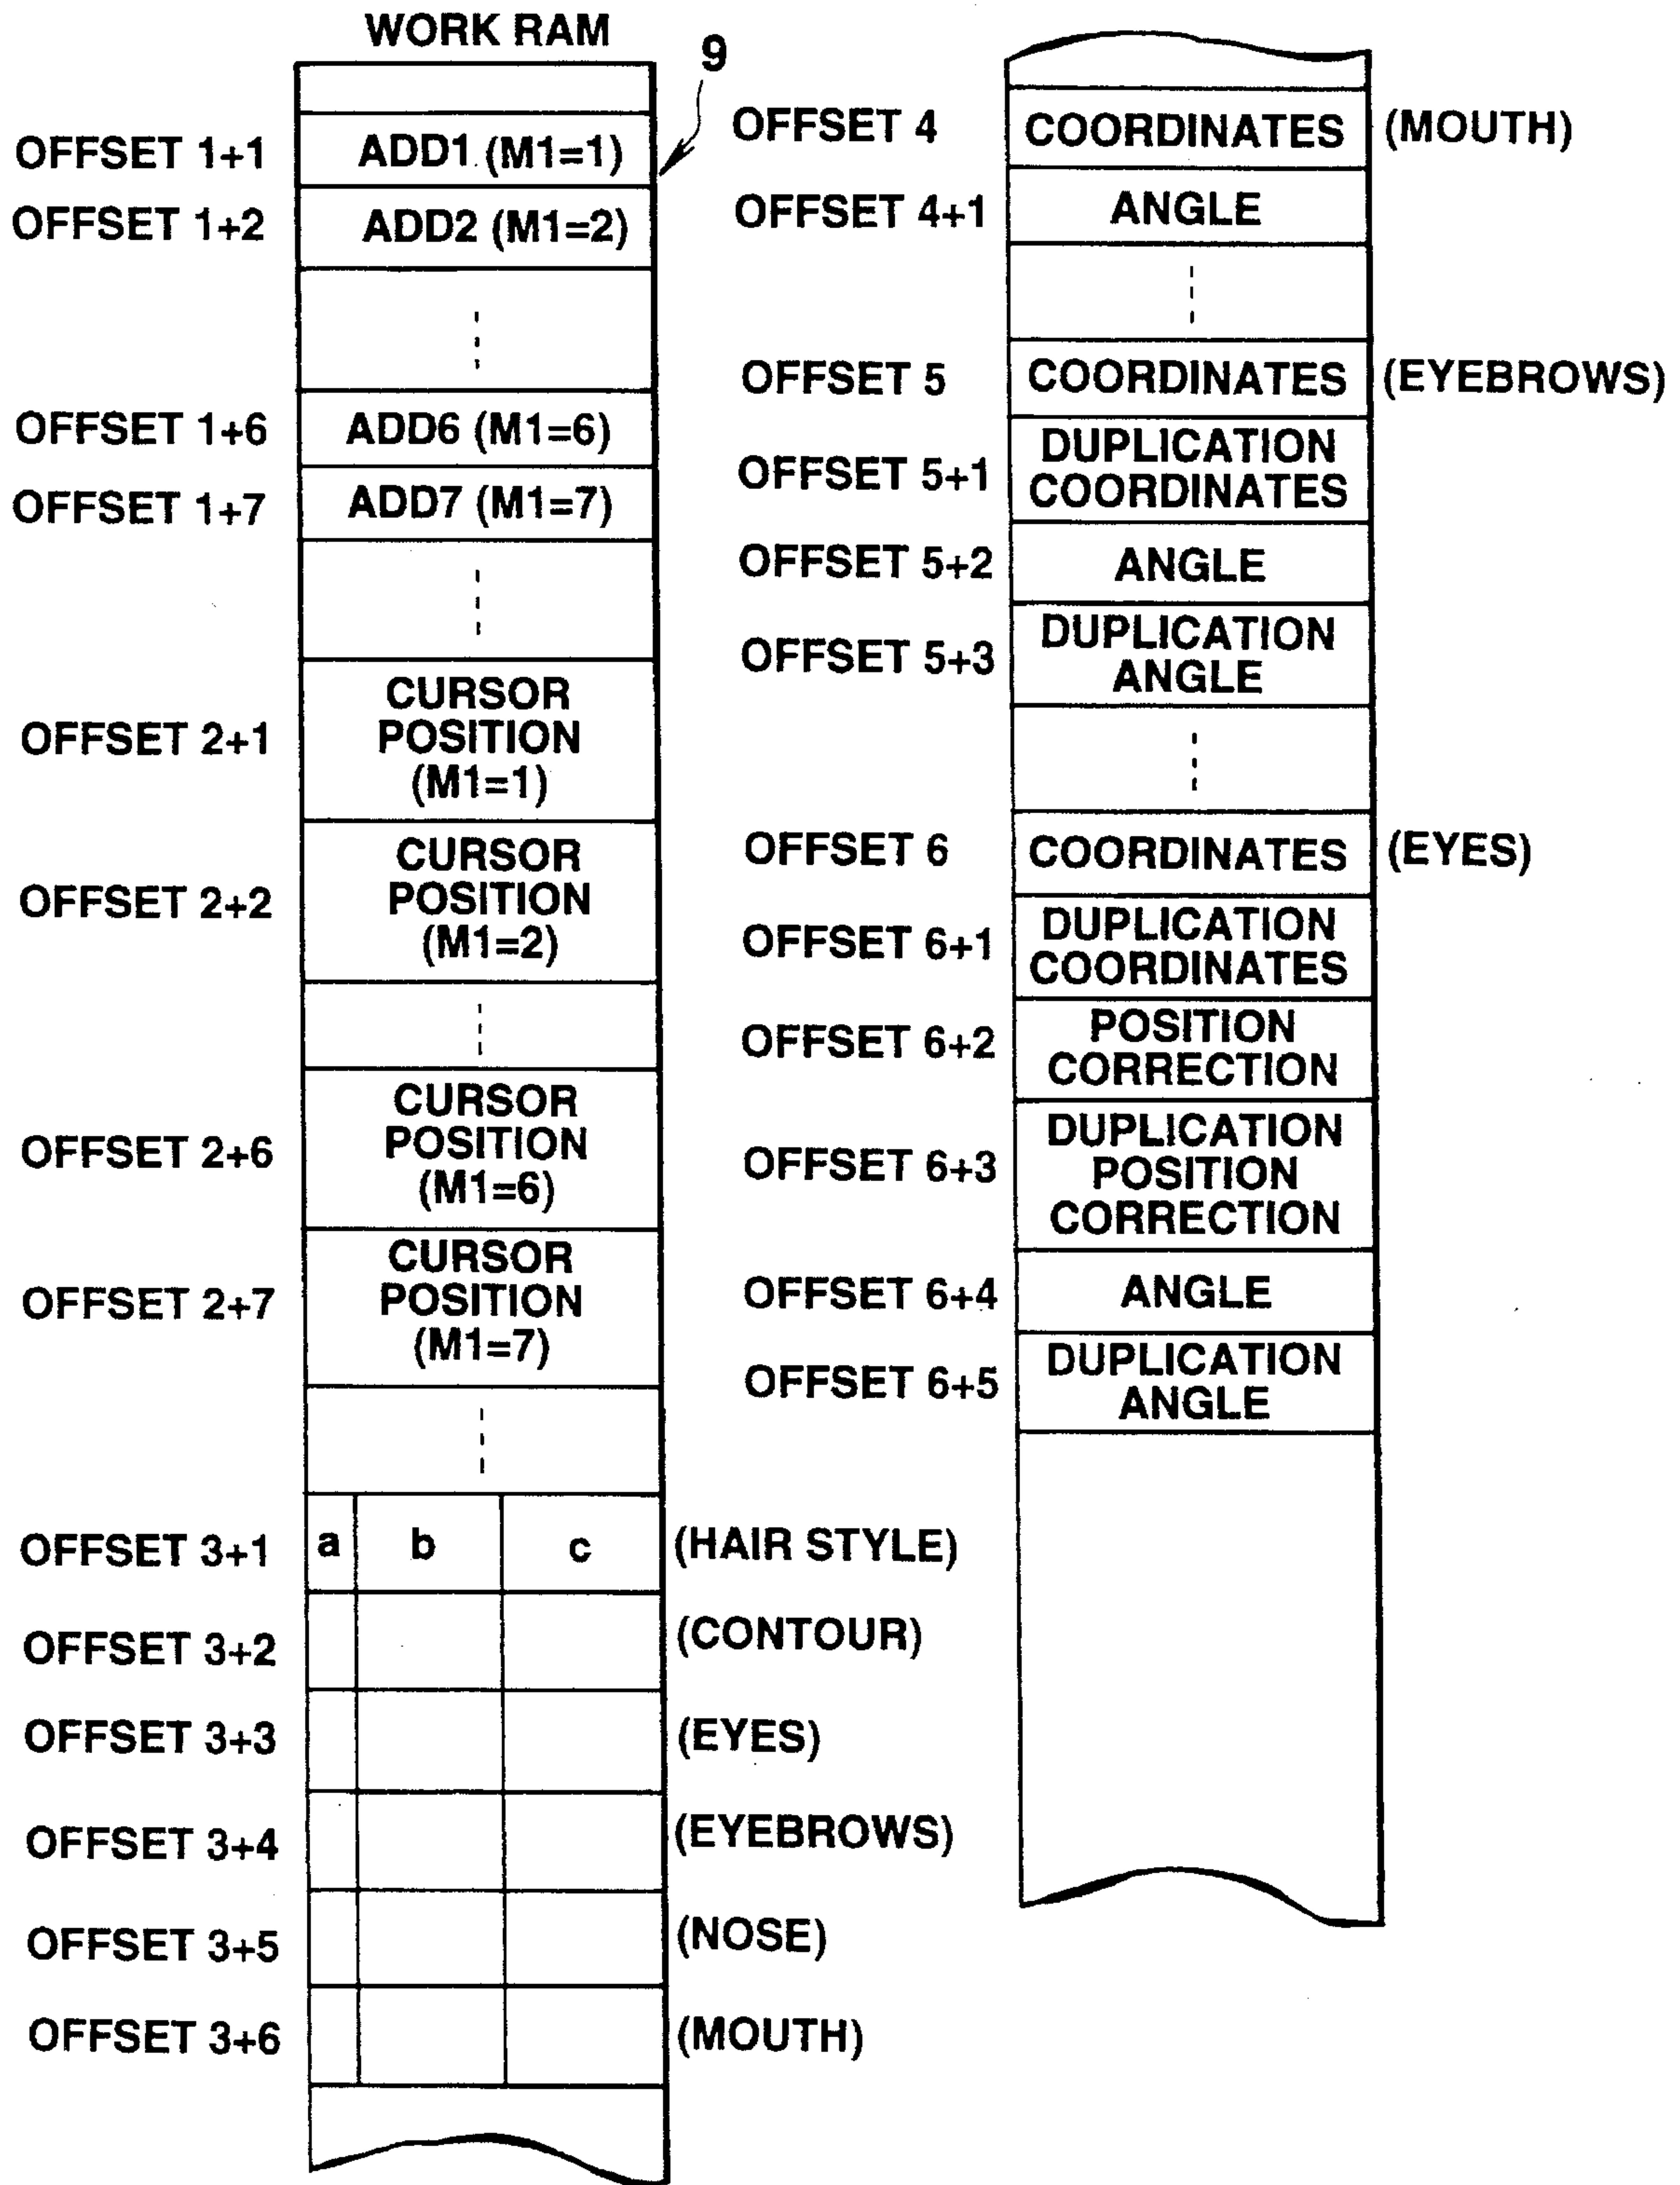 WORK RAM
9
OFFSET 1+1 ADD1 (M1=1)
OFFSET 1+2 ADD2 (M1=2)
OFFSET 1+6 ADD6 (M1=6)
OFFSET 1+7 ADD7 (M1=7)
OFFSET 2+1 CURSOR
POSITION
(M1=1)
OFFSET 2+2 CURSOR
POSITION
(M1=2)
OFFSET 2+6 CURSOR
POSITION
(M1=6)
OFFSET 2+7 CURSOR
POSITION
(M1=7)
OFFSET 3+1 a b c (HAIR STYLE)
OFFSET 3+2 (CONTOUR)
OFFSET 3+3 (EYES)
OFFSET 3+4 (EYEBROWS)
OFFSET 3+5 (NOSE)
OFFSET 3+6 (MOUTH)
OFFSET 4 COORDINATES (MOUTH)
OFFSET 4+1 ANGLE
OFFSET 5 COORDINATES (EYEBROWS)
OFFSET 5+1 DUPLICATION
COORDINATES
OFFSET 5+2 ANGLE
OFFSET 5+3 DUPLICATION
ANGLE
OFFSET 6 COORDINATES (EYES)
OFFSET 6+1 DUPLICATION
COORDINATES
OFFSET 6+2 POSITION
CORRECTION
OFFSET 6+3 DUPLICATION
POSITION
CORRECTION
OFFSET 6+4 ANGLE
OFFSET 6+5 DUPLICATION
ANGLE